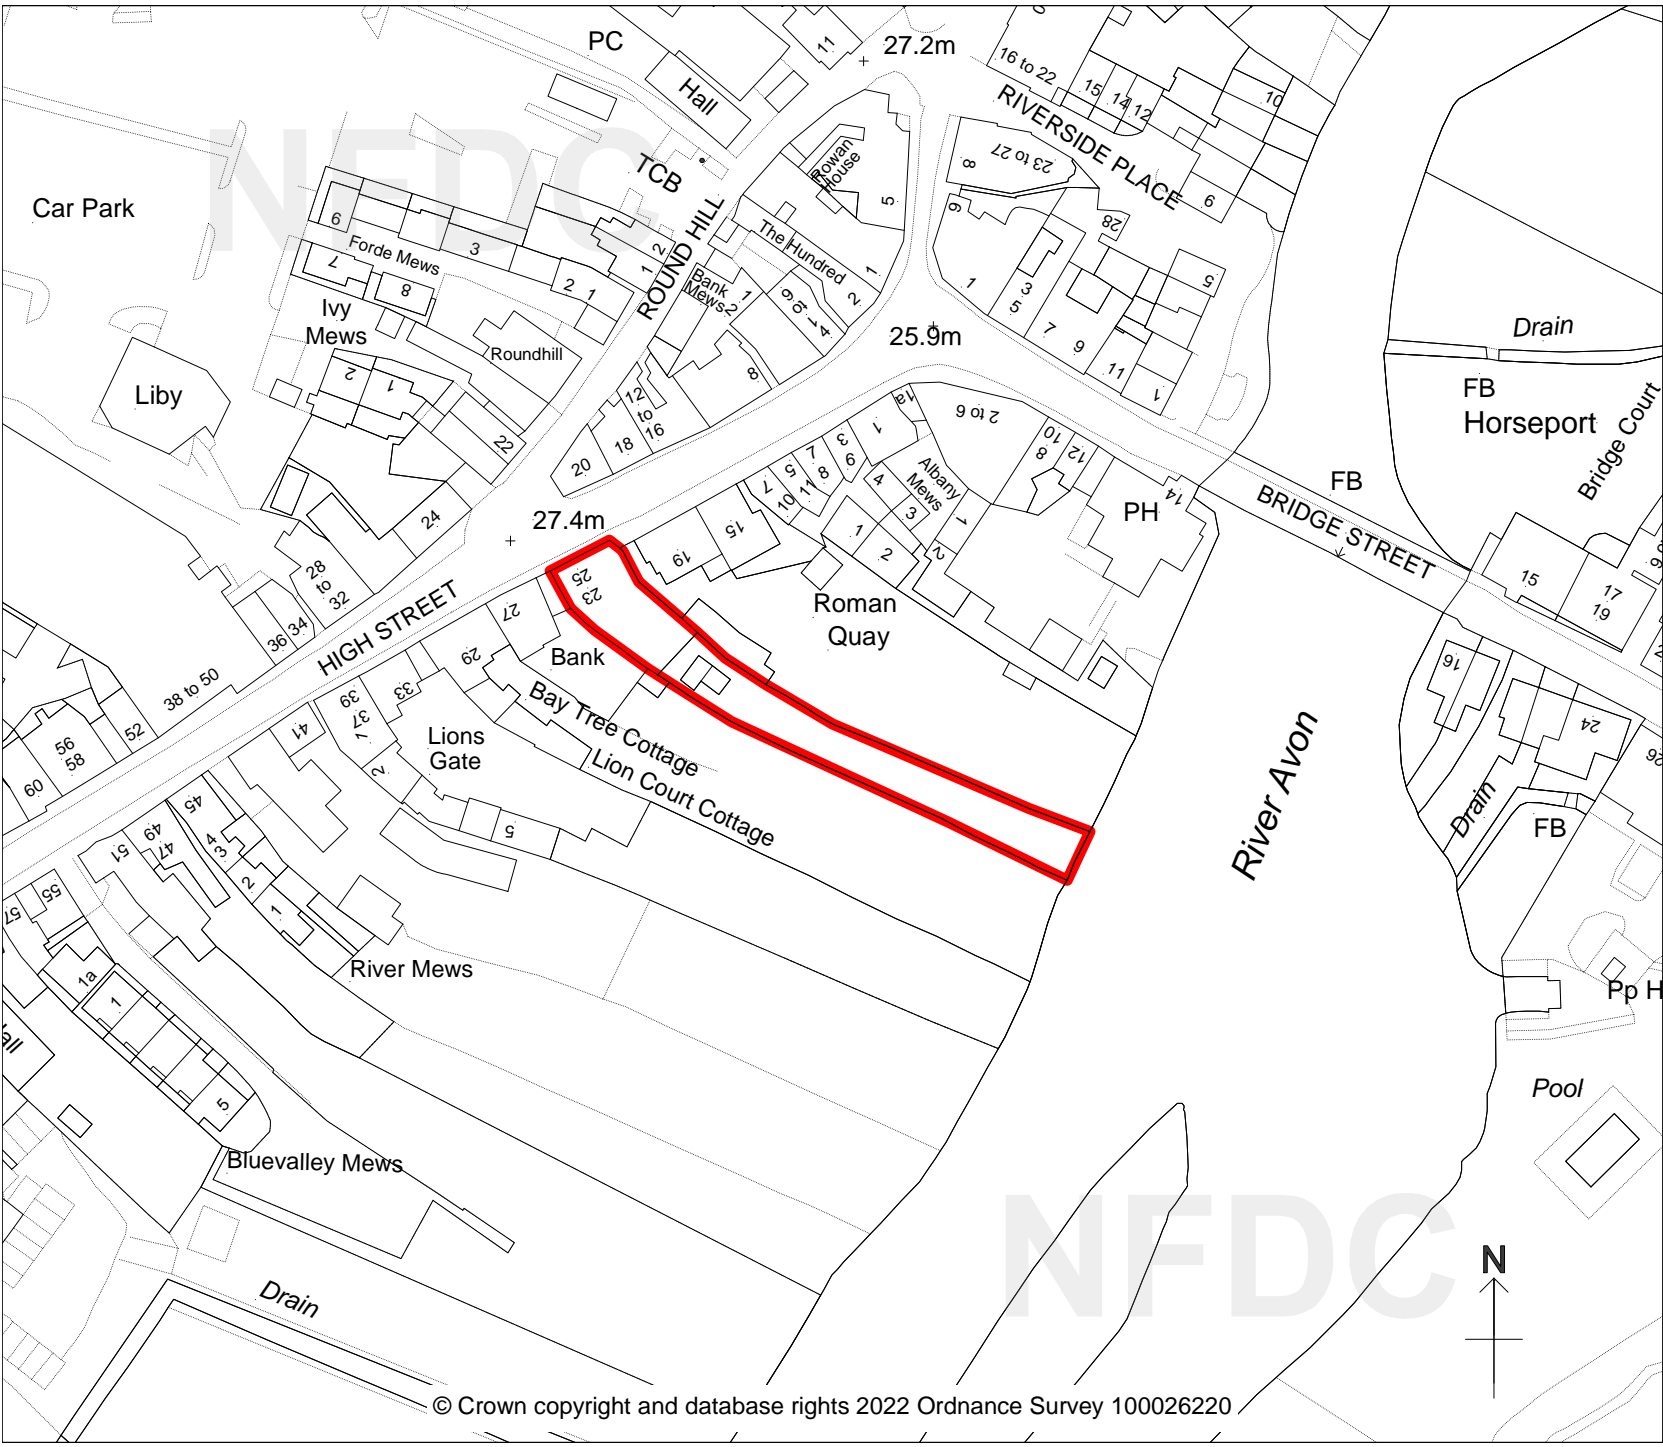 PC
Hall
11
27.2m
16 to 22
15
14
12
10
RIVERSIDE PLACE
TCB
Rowan
House
5
8
23 to 27
6
28
9
NFDC
Car Park
6
Forde Mews
3
7
8
2
1
2
1
ROUND HILL
The Hundred
1
2
Bank
Mews
1
2
4
1
3
5
7
9
11
1
5
Ivy
Mews
Roundhill
25.9m
Drain
FB
Horseport
Bridge Court
Liby
2
1
8
12
to
16
18
20
22
24
1a
1
2 to 6
3
6
7
8
5
11
7
10
8
10
12
4
3
Albany
Mews
1
2
1
2
PH
14
FB
BRIDGE STREET
27.4m
15
19
25
23
27
29
Bank
Roman
Quay
28
to
32
34
36
HIGH STREET
38 to 50
52
56
58
60
15
17
19
16
24
26
33
39
37
1
41
2
Lions
Gate
5
Bay Tree Cottage
Lion Court Cottage
River Avon
Drain
FB
45
49
47
51
4
3
2
1
55
57
1a
1
5
River Mews
Bluevalley Mews
Pp H
Pool
Drain
NFDC
N
© Crown copyright and database rights 2022 Ordnance Survey 100026220